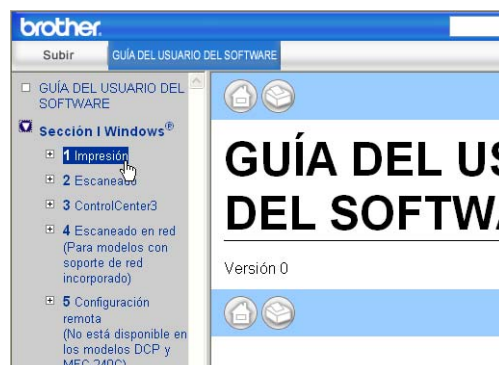 brother
Subir
GUÍA DEL USUARIO DEL SOFTWARE
GUÍA DEL USUARIO DEL
SOFTWARE
Sección I Windows®
1 Impresión
2 Escaneado
3 ControlCenter3
4 Escaneado en red
(Para modelos con
soporte de red
incorporado)
5 Configuración
remota
(No está disponible en
los modelos DCP y
MFC-240C)
GUÍA DEL US
DEL SOFTWA
Versión 0